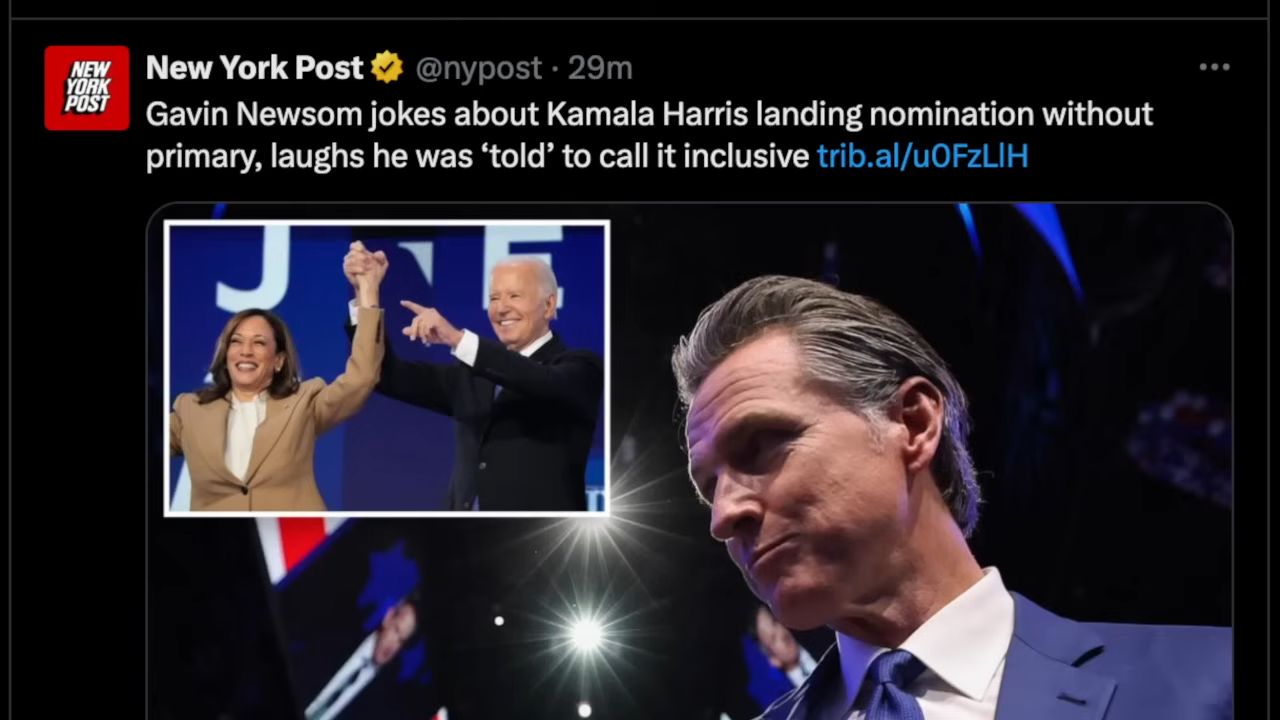 NEW
YORK
POST
New York Post @nypost · 29m
Gavin Newsom jokes about Kamala Harris landing nomination without
primary, laughs he was ‘told’ to call it inclusive trib.al/u0FzLlH